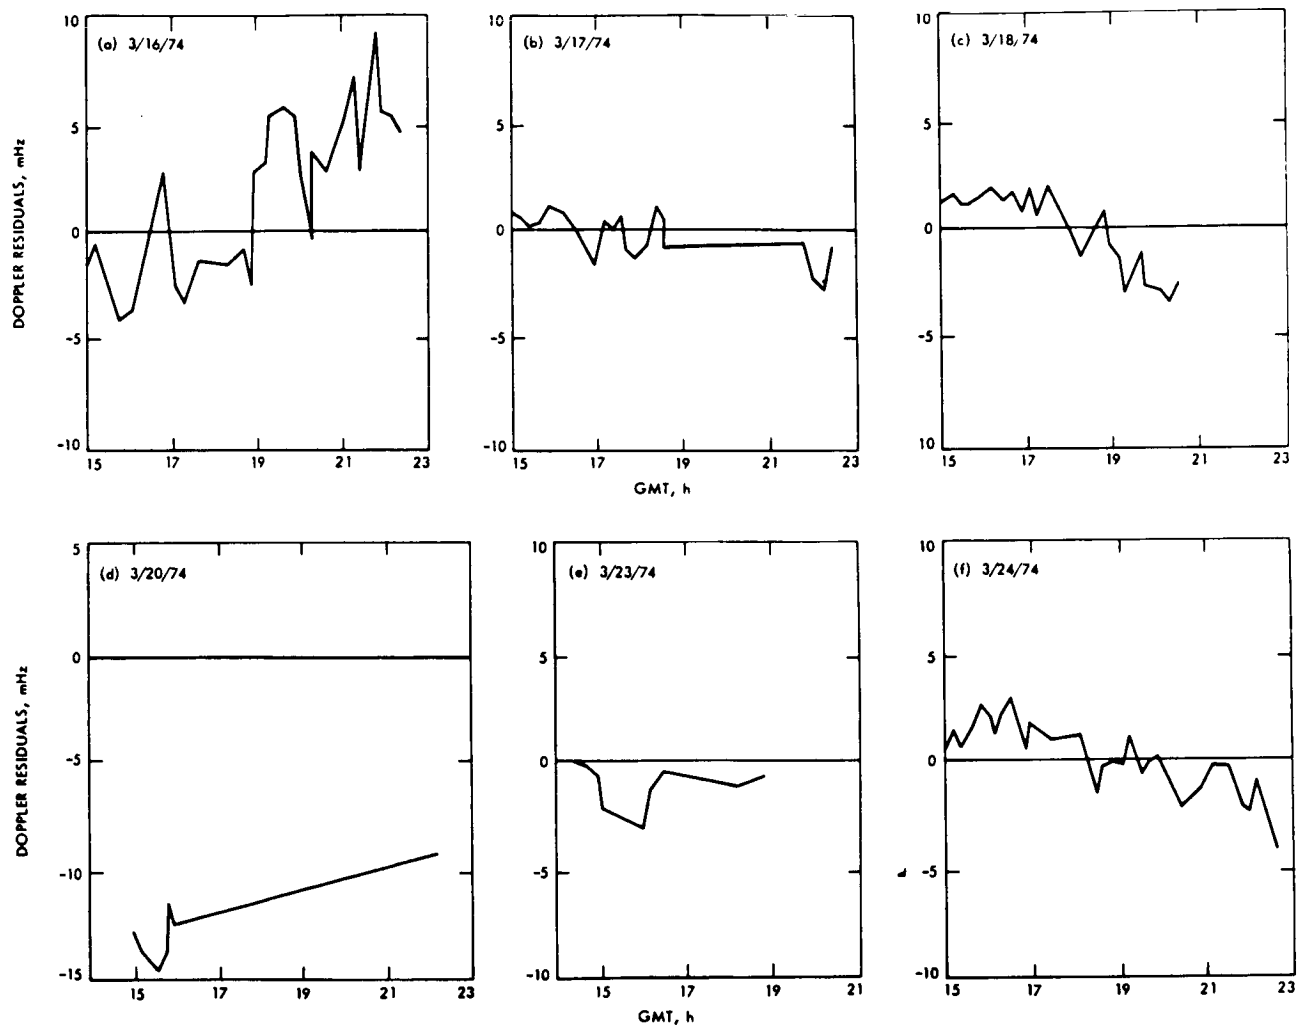 (a) 3/16/74
DOPPLER RESIDUALS, mHz
10
5
0
-5
-10
15 17 19 21 23
(b) 3/17/74
10
5
0
-5
-10
15 17 19 21 23
GMT, h
(c) 3/18/74
10
5
0
-5
10
15 17 19 21 23
(d) 3/20/74
DOPPLER RESIDUALS, mHz
5
0
-5
-10
-15
15 17 19 21 23
(e) 3/23/74
10
5
0
-5
-10
15 17 19 21
GMT, h
(f) 3/24/74
10
5
0
-5
-10
15 17 19 21 23